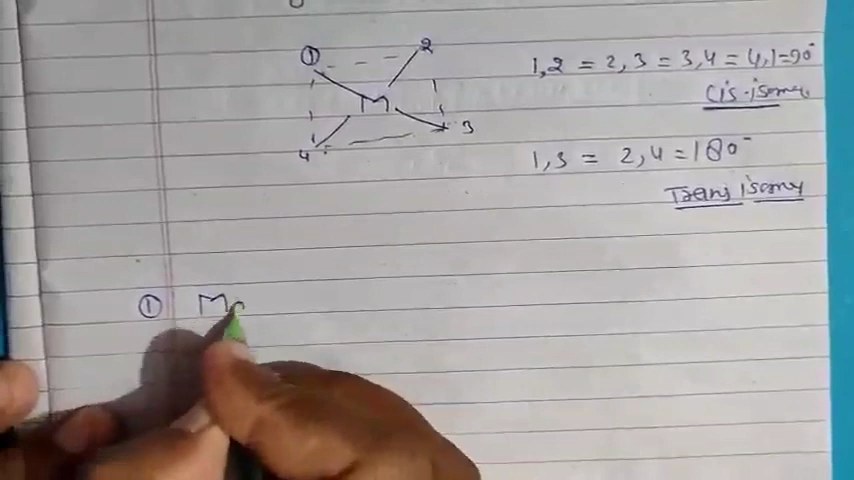 ① 2
1,2 = 2,3 = 3,4 = 4,1=90°
M
Cis-isomer
4 3
1,3 = 2,4 = 180°
Trans isomer
① Ma